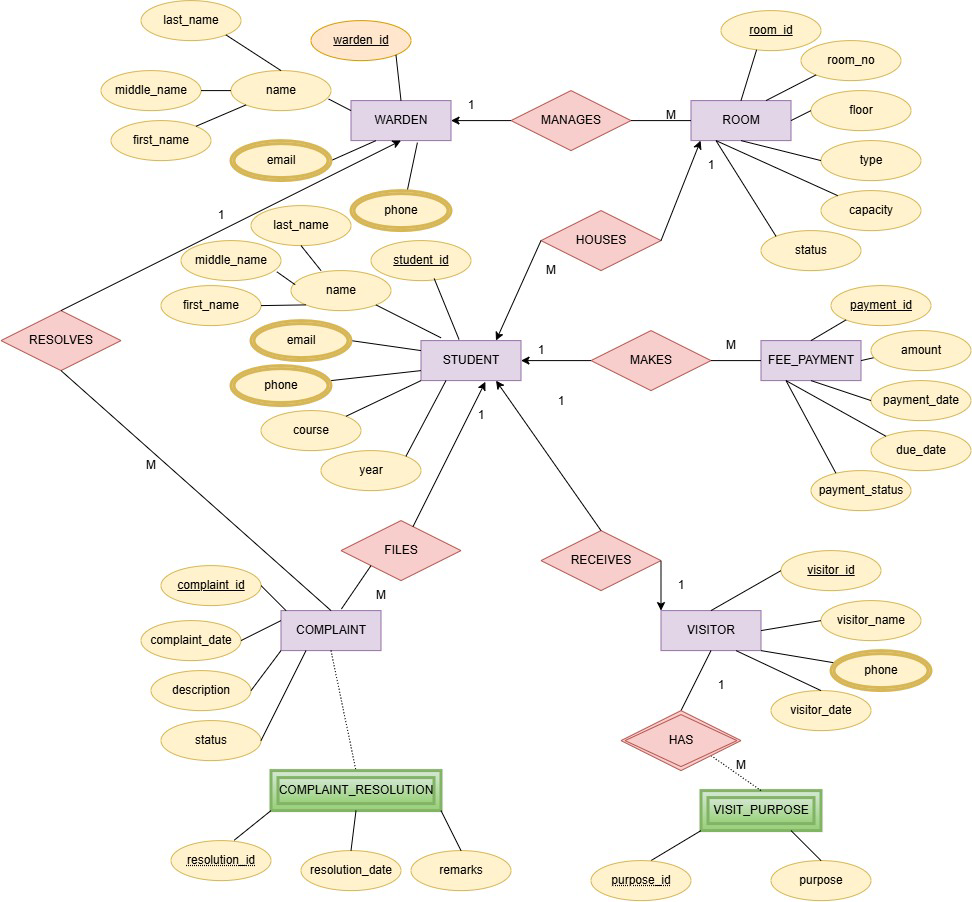 last_name
warden_id
room_id
room_no
middle_name
name
first_name
WARDEN
1
MANAGES
M
ROOM
floor
email
type
phone
1
capacity
1
last_name
status
HOUSES
M
middle_name
student_id
name
first_name
payment_id
RESOLVES
email
STUDENT
1
MAKES
M
FEE_PAYMENT
amount
phone
payment_date
course
1
1
due_date
year
M
payment_status
FILES
RECEIVES
M
complaint_id
1
visitor_id
COMPLAINT
VISITOR
visitor_name
complaint_date
phone
description
1
visitor_date
status
HAS
M
COMPLAINT_RESOLUTION
VISIT_PURPOSE
resolution_id
resolution_date
remarks
purpose_id
purpose